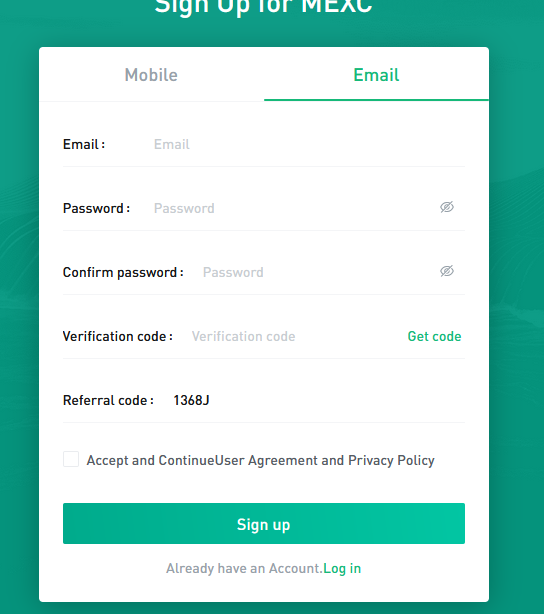 Sign Up for MEXC
Mobile Email
Email: Email
Password: Password
Confirm password: Password
Verification code: Verification code Get code
Referral code: 1368J
Accept and ContinueUser Agreement and Privacy Policy
Sign up
Already have an Account.Log in